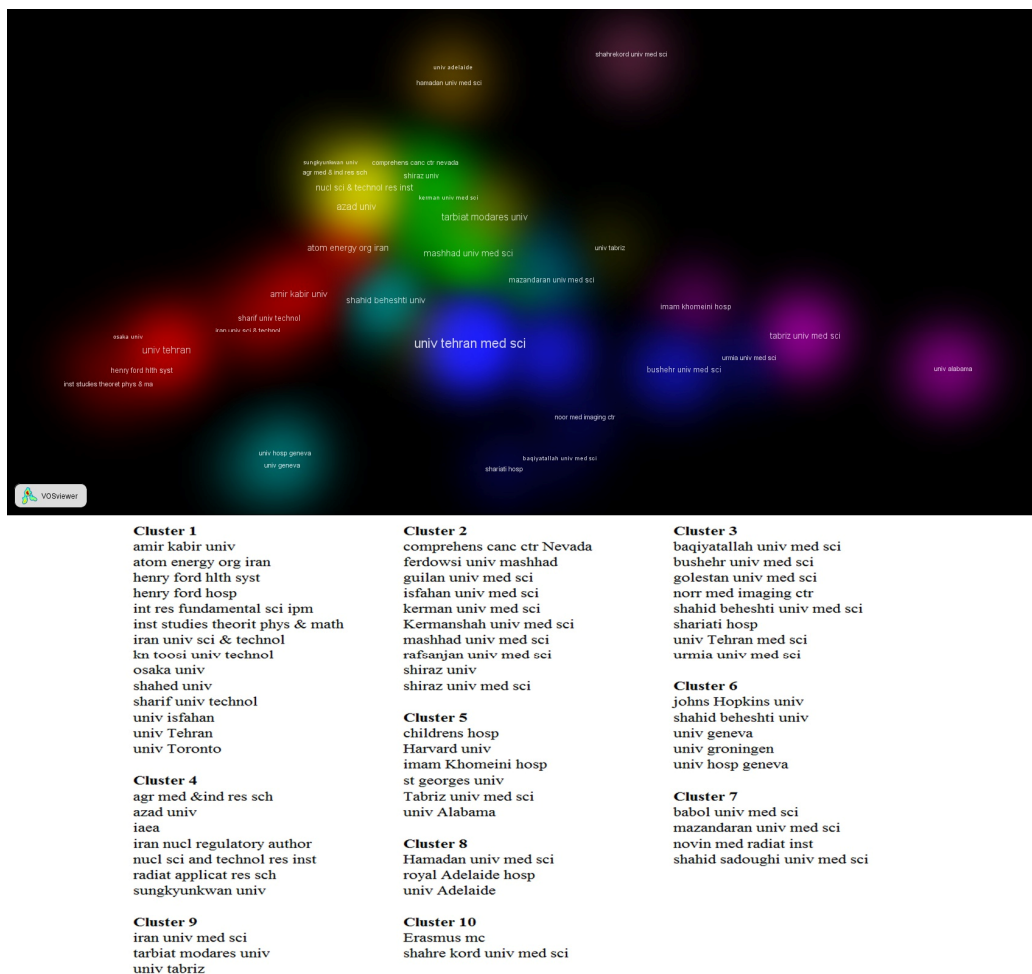 shahrekord univ med sci
univ adelaide
hamadan univ med sci
sungkyunkwan univ
comprehens canc ctr nevada
agr med & ind res sch
shiraz univ
nucl sci & technol res inst
kerman univ med sci
azad univ
tarbiat modares univ
atom energy org iran
mashhad univ med sci
univ tabriz
mazandaran univ med sci
amir kabir univ
shahid beheshti univ
imam khomeini hosp
sharif univ technol
iran univ sci & technol
osaka univ
univ tehran
univ tehran med sci
tabriz univ med sci
urmia univ med sci
henry ford hlth syst
bushehr univ med sci
univ alabama
inst studies theoret phys & ma
noor med imaging ctr
univ hosp geneva
baqiyatallah univ med sci
univ geneva
shariati hosp
VOSviewer
Cluster 1
amir kabir univ
atom energy org iran
henry ford hlth syst
henry ford hosp
int res fundamental sci ipm
inst studies theorit phys & math
iran univ sci & technol
kn toosi univ technol
osaka univ
shahed univ
sharif univ technol
univ isfahan
univ Tehran
univ Toronto
Cluster 4
agr med &ind res sch
azad univ
iaea
iran nucl regulatory author
nucl sci and technol res inst
radiat applicat res sch
sungkyunkwan univ
Cluster 9
iran univ med sci
tarbiat modares univ
univ tabriz
Cluster 2
comprehens canc ctr Nevada
ferdowsi univ mashhad
guilan univ med sci
isfahan univ med sci
kerman univ med sci
Kermanshah univ med sci
mashhad univ med sci
rafsanjan univ med sci
shiraz univ
shiraz univ med sci
Cluster 5
childrens hosp
Harvard univ
imam Khomeini hosp
st georges univ
Tabriz univ med sci
univ Alabama
Cluster 8
Hamadan univ med sci
royal Adelaide hosp
univ Adelaide
Cluster 10
Erasmus mc
shahre kord univ med sci
Cluster 3
baqiyatallah univ med sci
bushehr univ med sci
golestan univ med sci
norr med imaging ctr
shahid beheshti univ med sci
shariati hosp
univ Tehran med sci
urmia univ med sci
Cluster 6
johns Hopkins univ
shahid beheshti univ
univ geneva
univ groningen
univ hosp geneva
Cluster 7
babol univ med sci
mazandaran univ med sci
novin med radiat inst
shahid sadoughi univ med sci